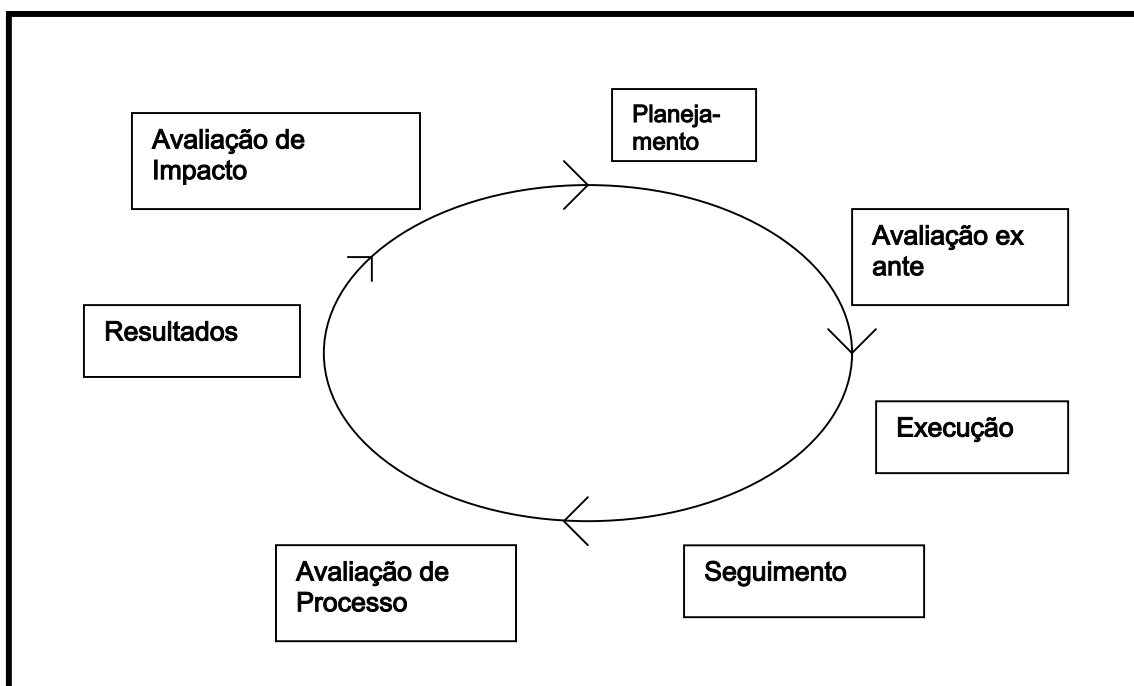 Planeja-
mento
Avaliação de
Impacto
Avaliação ex
ante
Resultados
Execução
Avaliação de
Processo
Seguimento